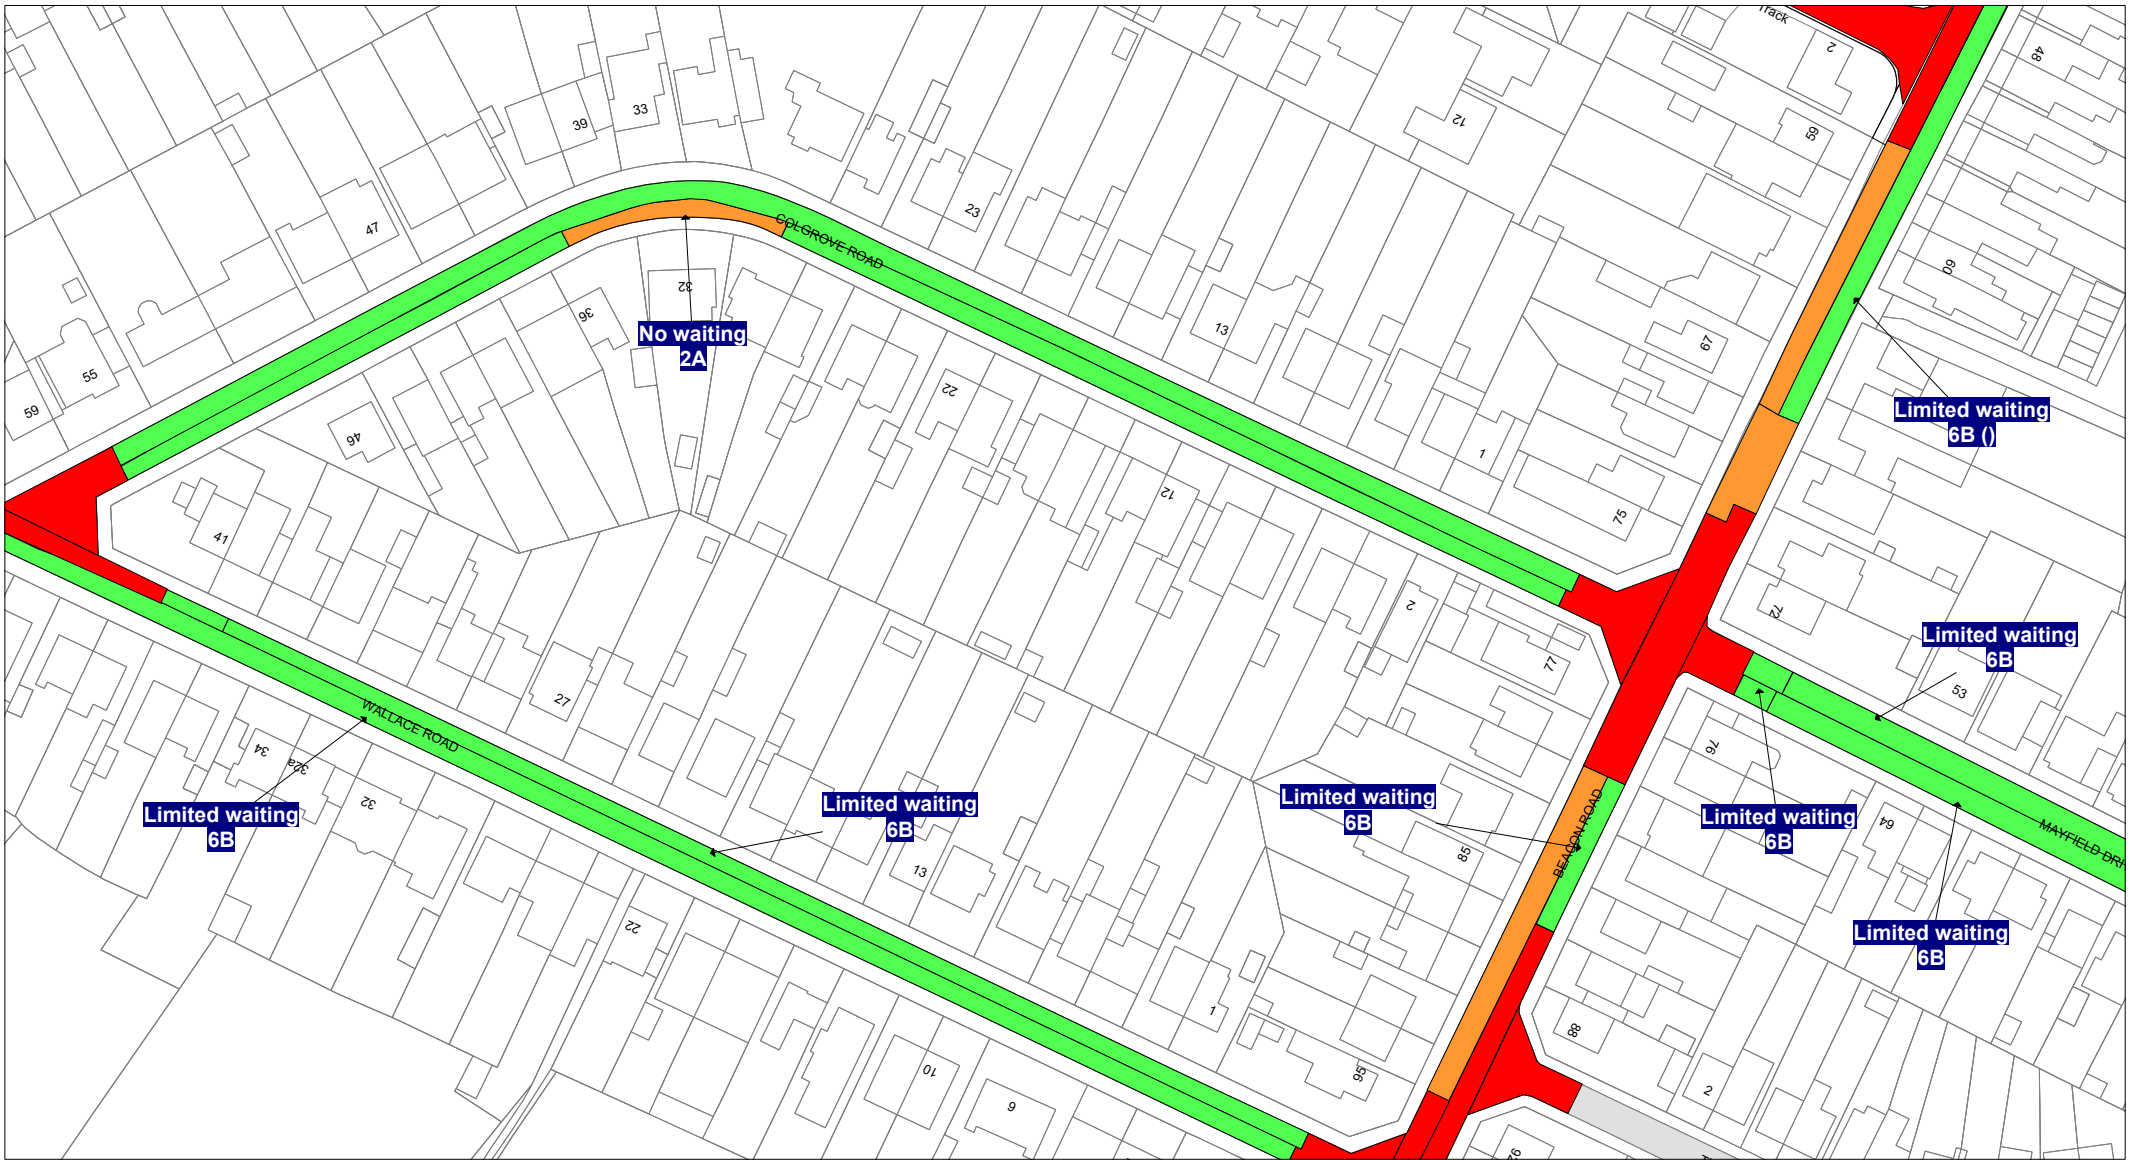 Track
2
48
33
39
12
59
23
47
COLGROVE ROAD
60
32
36
13
No waiting
2A
67
55
22
59
Limited waiting
6B ()
46
1
12
75
41
2
72
Limited waiting
6B
77
53
27
WALLACE ROAD
34
32a
32
76
Limited waiting
6B
Limited waiting
6B
Limited waiting
6B
Limited waiting
6B
64
BEACON ROAD
MAYFIELD DRI
85
13
22
Limited waiting
6B
1
88
95
10
2
9